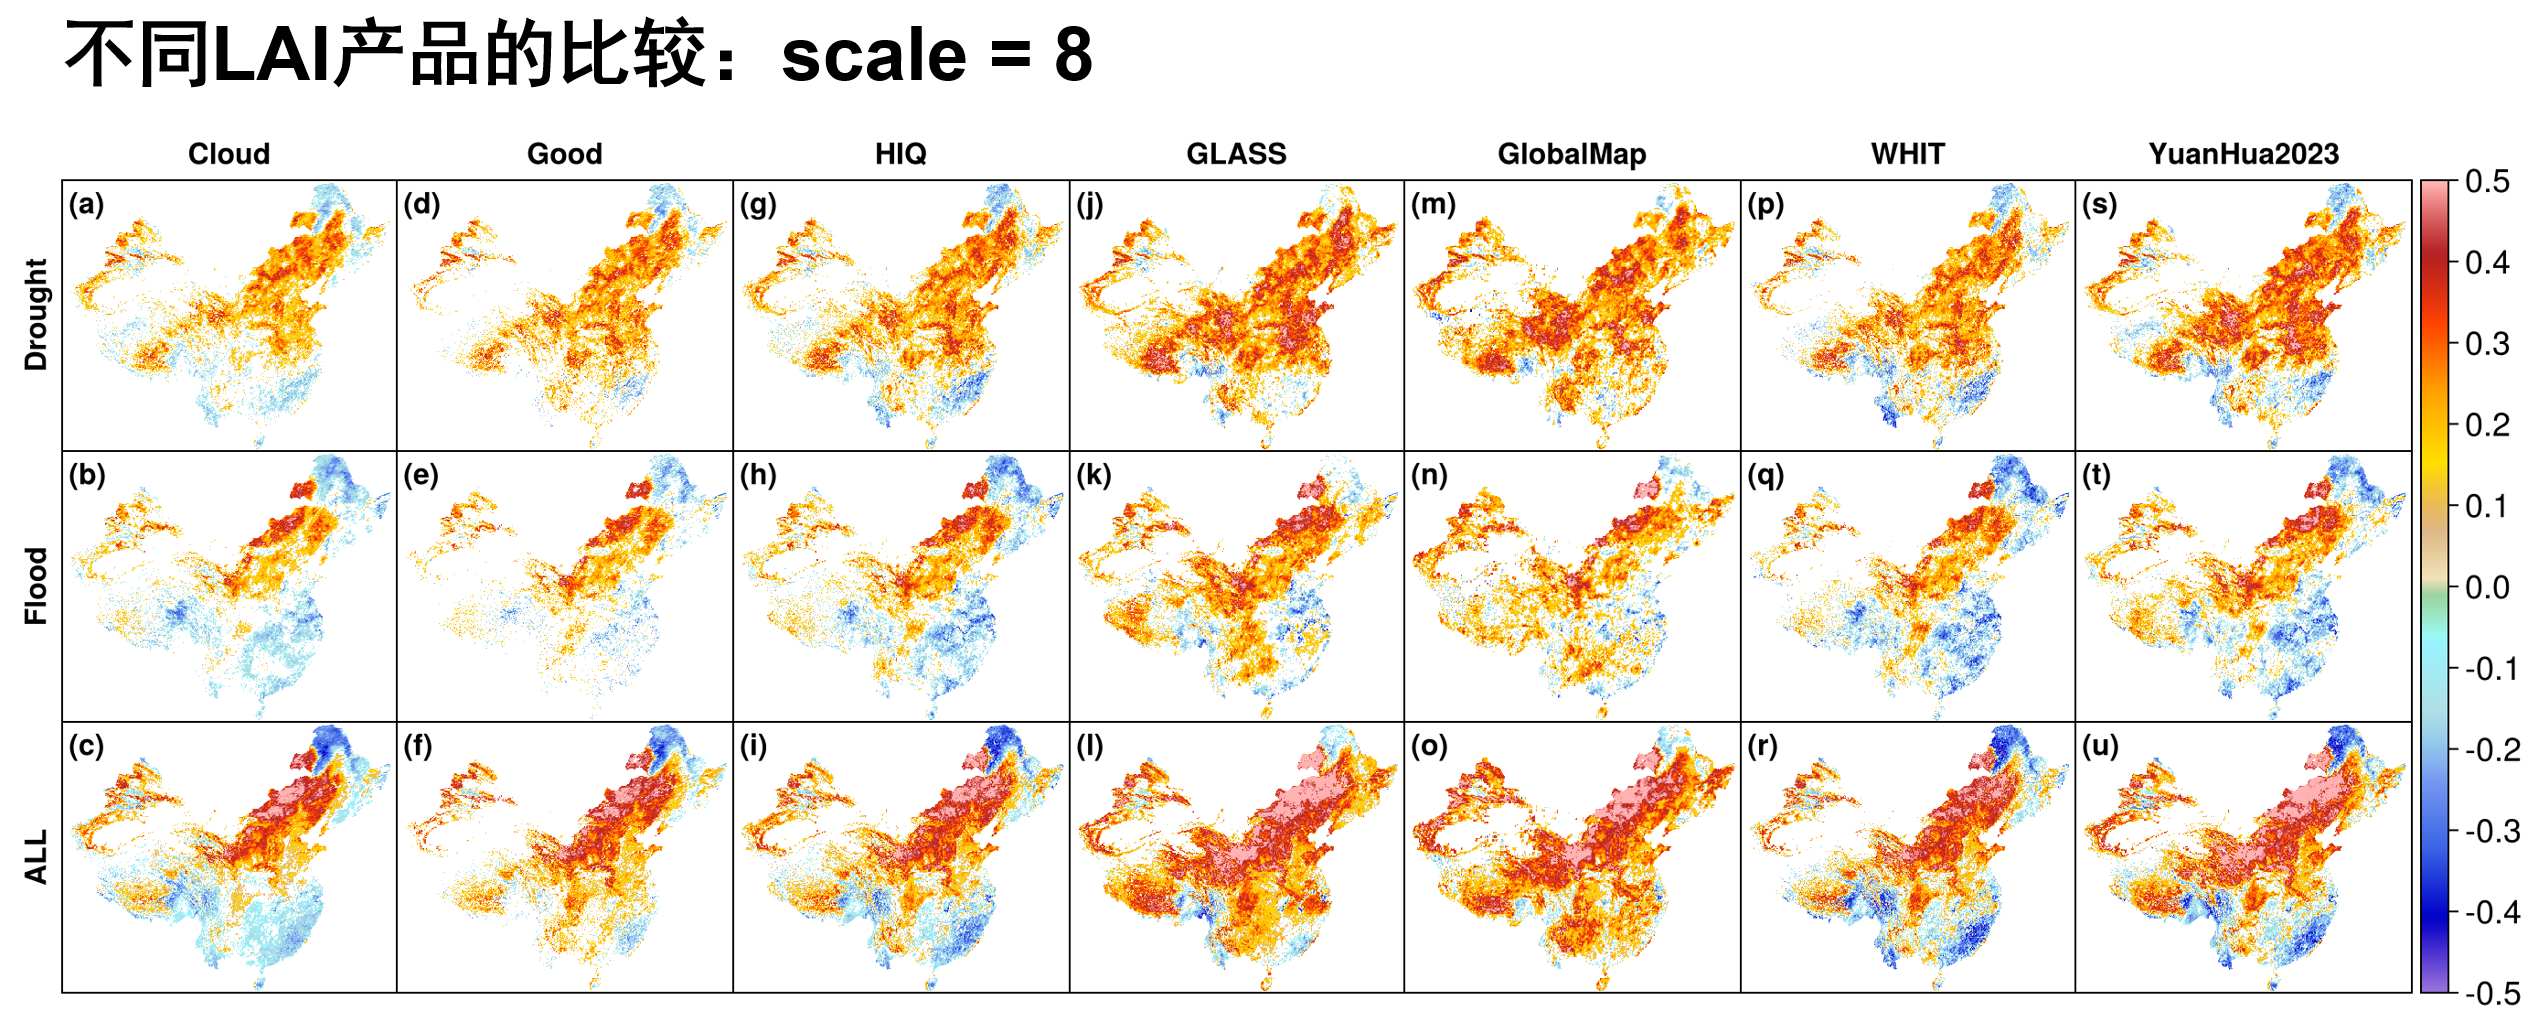 不同LAI产品的比较：scale = 8
Cloud Good HIQ GLASS GlobalMap WHIT YuanHua2023
Drought (a) (d) (g) (j) (m) (p) (s)
Flood (b) (e) (h) (k) (n) (q) (t)
ALL (c) (f) (i) (l) (o) (r) (u)
0.5
0.4
0.3
0.2
0.1
0.0
-0.1
-0.2
-0.3
-0.4
-0.5